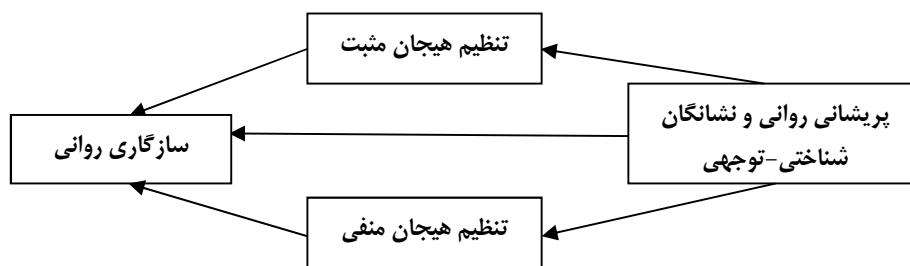 تنظیم هیجان مثبت
پریشانی روانی و نشانگان
شناختی-توجهی
سازگاری روانی
تنظیم هیجان منفی